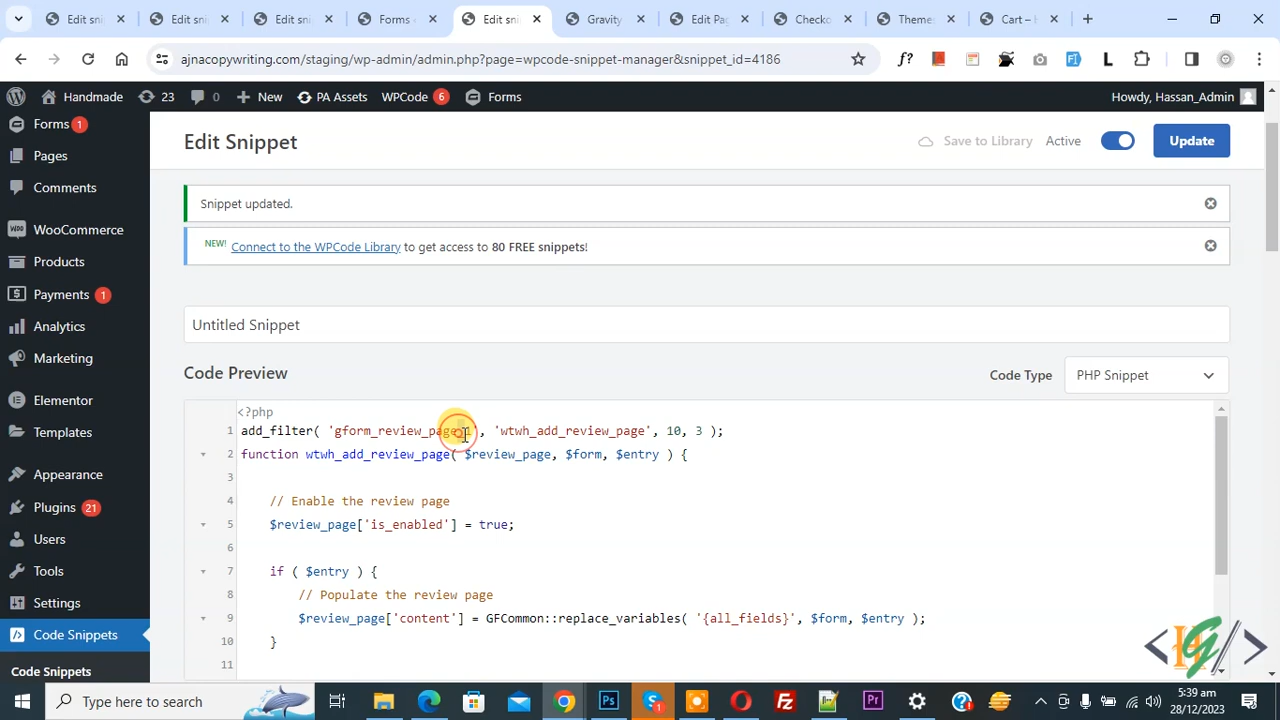 Edit sni
Edit sni
Edit sni
Forms
Edit sni
Gravity
Edit Pa
Checko
Theme
Cart –
ajnacopywriting.com/staging/wp-admin/admin.php?page=wpcode-snippet-manager&snippet_id=4186
f?
L
Handmade
23
0
New
PA Assets
WPCode 6
Forms
Howdy, Hassan_Admin
Forms 1
Pages
Comments
WooCommerce
Products
Payments 1
Analytics
Marketing
Elementor
Templates
Appearance
Plugins 21
Users
Tools
Settings
Code Snippets
Code Snippets
Edit Snippet
Save to Library
Active
Update
Snippet updated.
NEW! Connect to the WPCode Library to get access to 80 FREE snippets!
Untitled Snippet
Code Preview
Code Type
PHP Snippet
<?php
1 add_filter( 'gform_review_page_1', 'wtwh_add_review_page', 10, 3 );
2 function wtwh_add_review_page( $review_page, $form, $entry ) {
3
4 // Enable the review page
5 $review_page['is_enabled'] = true;
6
7 if ( $entry ) {
8 // Populate the review page
9 $review_page['content'] = GFCommon::replace_variables( '{all_fields}', $form, $entry );
10 }
11
Type here to search
5:39 am
28/12/2023